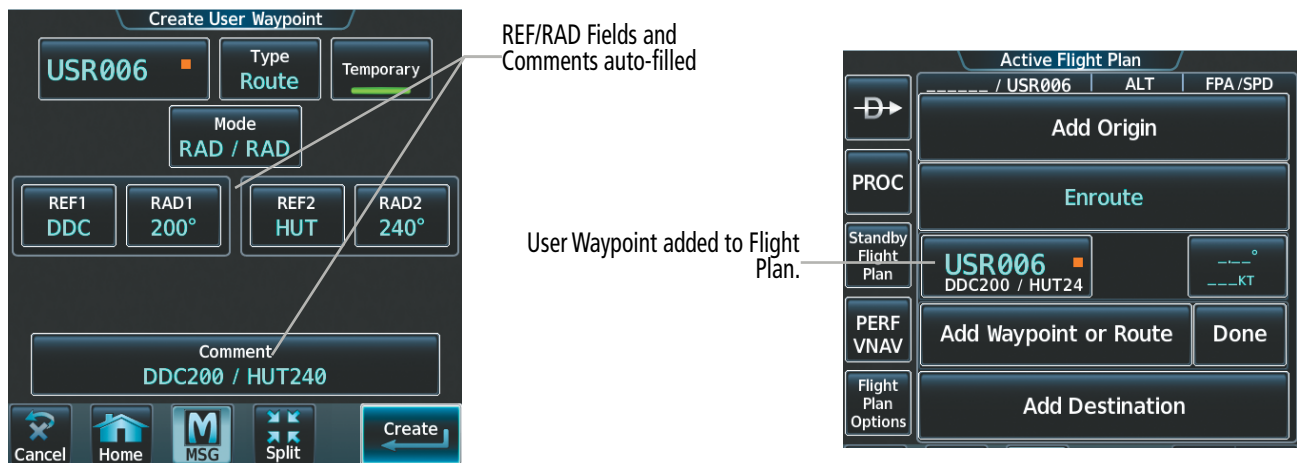 Create User Waypoint
USR006
Type
Route
Temporary
Mode
RAD / RAD
REF1
DDC
RAD1
200°
REF2
HUT
RAD2
240°
Comment
DDC200 / HUT240
Cancel
Home
M
MSG
Split
Create
REF/RAD Fields and
Comments auto-filled
User Waypoint added to Flight
Plan.
Active Flight Plan
______ / USR006
ALT
FPA/SPD
D
Add Origin
PROC
Enroute
Standby
Flight
Plan
USR006
DDC200 / HUT24
_.__°
___KT
PERF
VNAV
Add Waypoint or Route
Done
Flight
Plan
Options
Add Destination